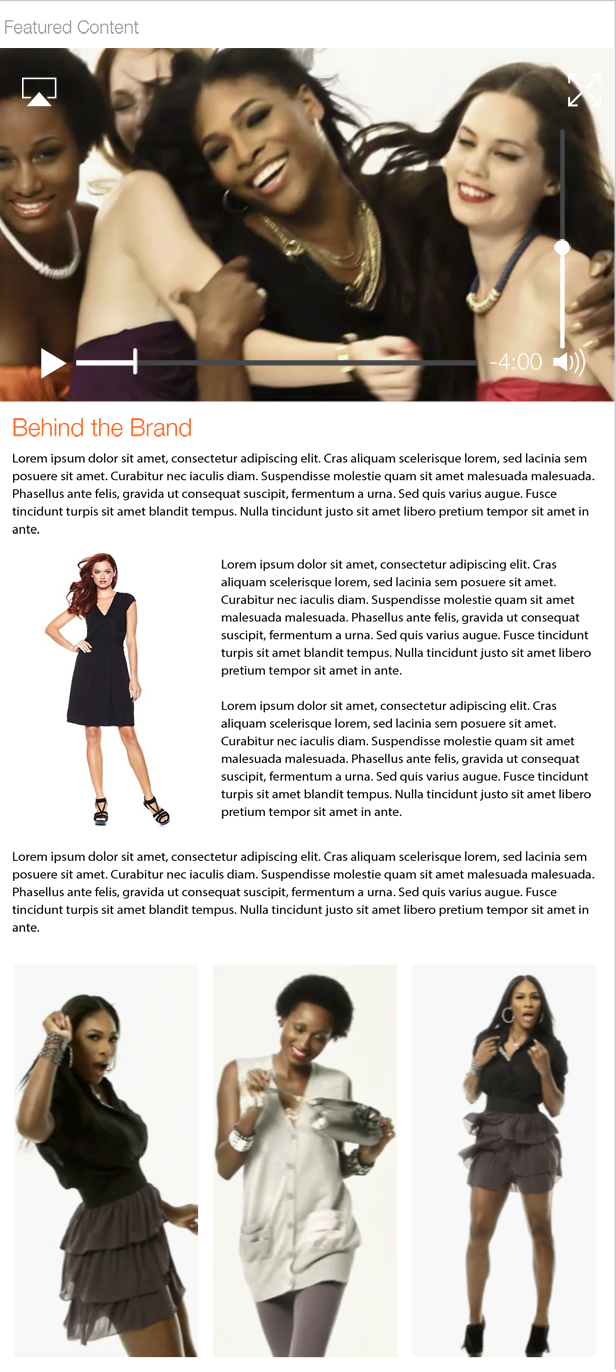 Featured Content
-4:00
Behind the Brand
Lorem ipsum dolor sit amet, consectetur adipiscing elit. Cras aliquam scelerisque lorem, sed lacinia sem
posuere sit amet. Curabitur nec iaculis diam. Suspendisse molestie quam sit amet malesuada malesuada.
Phasellus ante felis, gravida ut consequat suscipit, fermentum a urna. Sed quis varius augue. Fusce
tincidunt turpis sit amet blandit tempus. Nulla tincidunt justo sit amet libero pretium tempor sit amet in
ante.
Lorem ipsum dolor sit amet, consectetur adipiscing elit. Cras
aliquam scelerisque lorem, sed lacinia sem posuere sit amet.
Curabitur nec iaculis diam. Suspendisse molestie quam sit amet
malesuada malesuada. Phasellus ante felis, gravida ut consequat
suscipit, fermentum a urna. Sed quis varius augue. Fusce tincidunt
turpis sit amet blandit tempus. Nulla tincidunt justo sit amet libero
pretium tempor sit amet in ante.
Lorem ipsum dolor sit amet, consectetur adipiscing elit. Cras
aliquam scelerisque lorem, sed lacinia sem posuere sit amet.
Curabitur nec iaculis diam. Suspendisse molestie quam sit amet
malesuada malesuada. Phasellus ante felis, gravida ut consequat
suscipit, fermentum a urna. Sed quis varius augue. Fusce tincidunt
turpis sit amet blandit tempus. Nulla tincidunt justo sit amet libero
pretium tempor sit amet in ante.
Lorem ipsum dolor sit amet, consectetur adipiscing elit. Cras aliquam scelerisque lorem, sed lacinia sem
posuere sit amet. Curabitur nec iaculis diam. Suspendisse molestie quam sit amet malesuada malesuada.
Phasellus ante felis, gravida ut consequat suscipit, fermentum a urna. Sed quis varius augue. Fusce
tincidunt turpis sit amet blandit tempus. Nulla tincidunt justo sit amet libero pretium tempor sit amet in
ante.